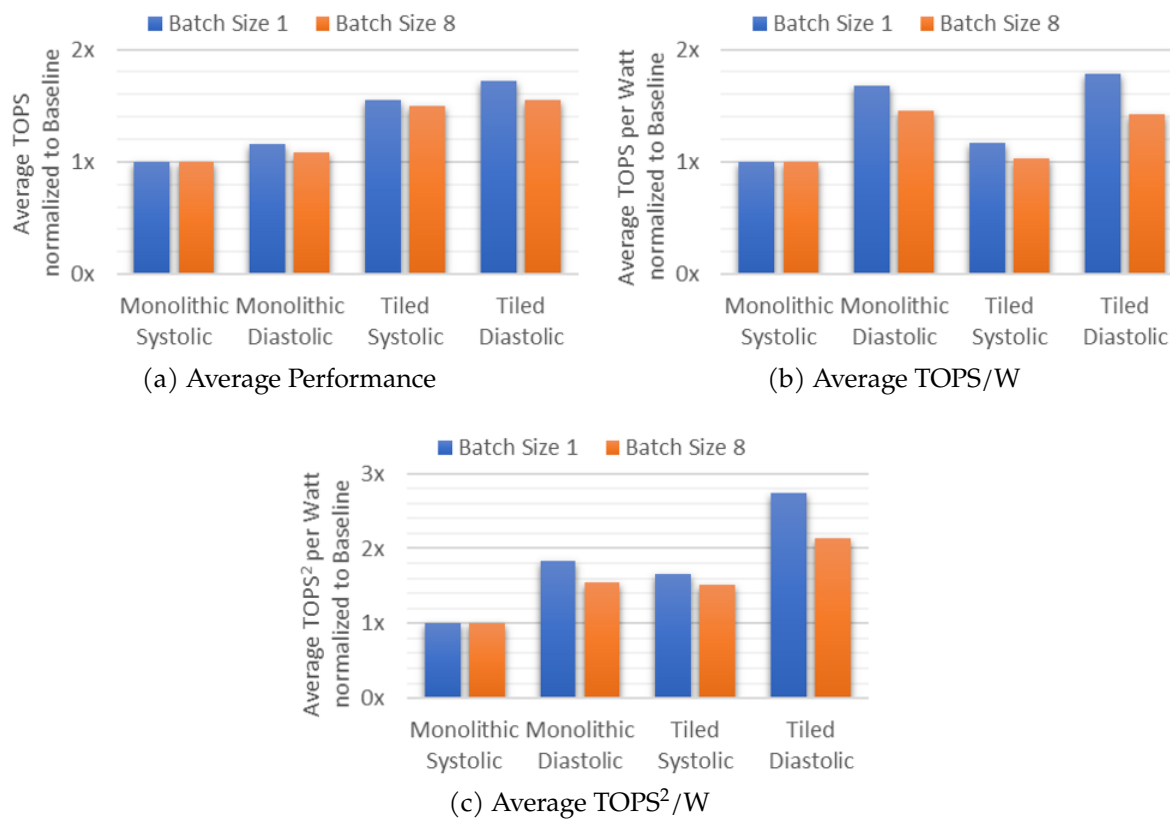 Batch Size 1 Batch Size 8
Average TOPS
normalized to Baseline
2x
1x
0x
Monolithic Systolic
Monolithic Diastolic
Tiled Systolic
Tiled Diastolic
(a) Average Performance
Batch Size 1 Batch Size 8
Average TOPS per Watt
normalized to Baseline
2x
1x
0x
Monolithic Systolic
Monolithic Diastolic
Tiled Systolic
Tiled Diastolic
(b) Average TOPS/W
Batch Size 1 Batch Size 8
Average TOPS² per Watt
normalized to Baseline
3x
2x
1x
0x
Monolithic Systolic
Monolithic Diastolic
Tiled Systolic
Tiled Diastolic
(c) Average TOPS²/W